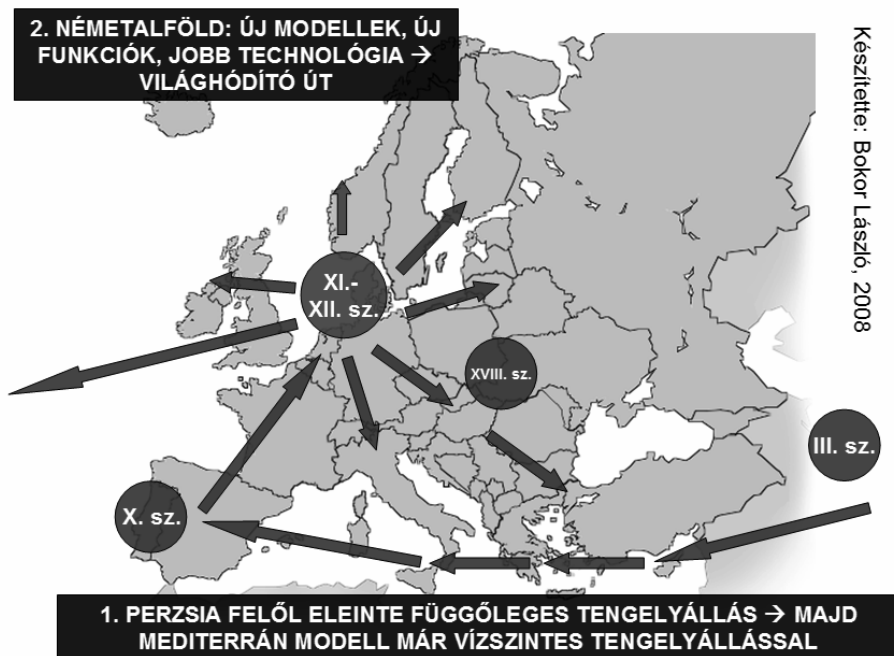 2. NÉMETALFÖLD: ÚJ MODELLEK, ÚJ
FUNKCIÓK, JOBB TECHNOLÓGIA →
VILÁGHÓDÍTÓ ÚT
Készítette: Bokor László, 2008
XI.-
XII. sz.
XVIII. sz.
III. sz.
X. sz.
1. PERZSIA FELŐL ELEINTE FÜGGŐLEGES TENGELYÁLLÁS → MAJD
MEDITERRÁN MODELL MÁR VÍZSZINTES TENGELYÁLLÁSSAL